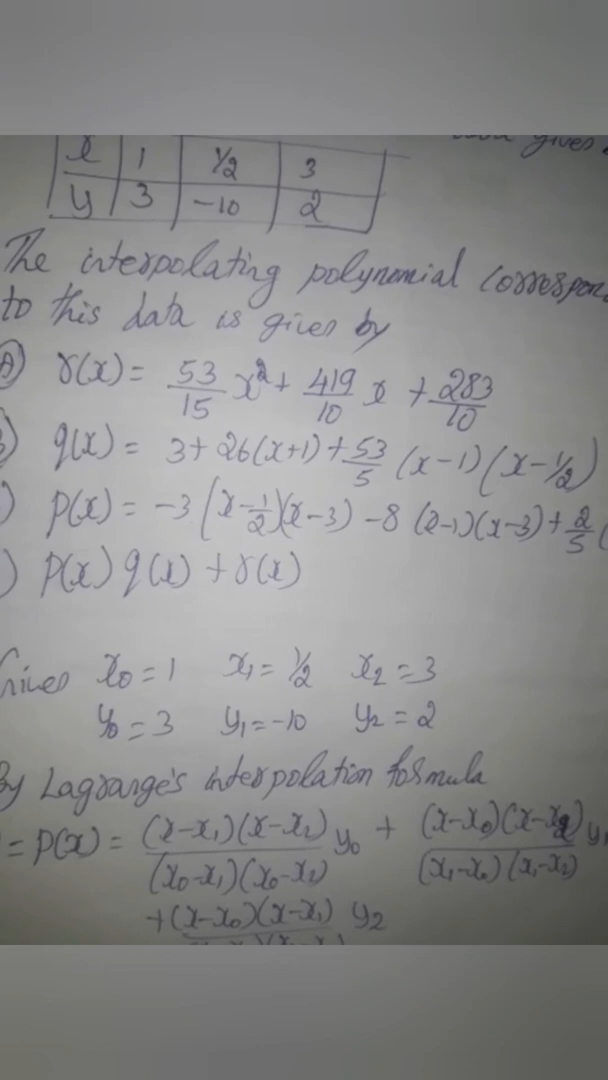 gives
x 1 1/2 3
y 3 -10 2
The interpolating polynomial
to this data is given by
A) r(x) = 53/15 x² + 419/10 x + 283/10
) q(x) = 3 + 26(x+1) + 53/5 (x-1)(x-1/2)
) p(x) = -3(x-1/2)(x-3) -8(x-1)(x-3) + 2/5(
) p(x) q(x) + r(x)
x₀ = 1 x₁ = 1/2 x₂ = 3
y₀ = 3 y₁ = -10 y₂ = 2
By Lagrange's interpolation formula
= p(x) = (x-x₁)(x-x₂)/(x₀-x₁)(x₀-x₂) y₀ + (x-x₀)(x-x₂)/(x₁-x₀)(x₁-x₂) y₁
+ (x-x₀)(x-x₁) y₂